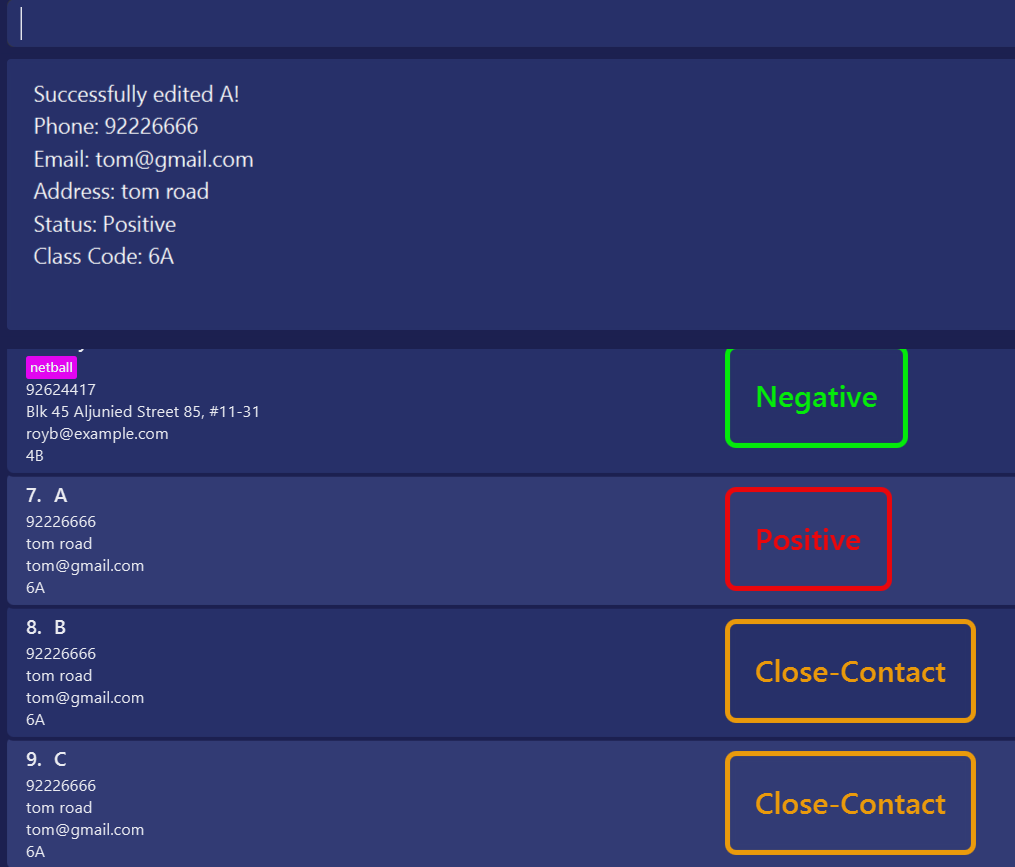 Successfully edited A!
Phone: 92226666
Email: tom@gmail.com
Address: tom road
Status: Positive
Class Code: 6A
netball
92624417
Blk 45 Aljunied Street 85, #11-31
royb@example.com
4B
Negative
7. A
92226666
tom road
tom@gmail.com
6A
Positive
8. B
92226666
tom road
tom@gmail.com
6A
Close-Contact
9. C
92226666
tom road
tom@gmail.com
6A
Close-Contact